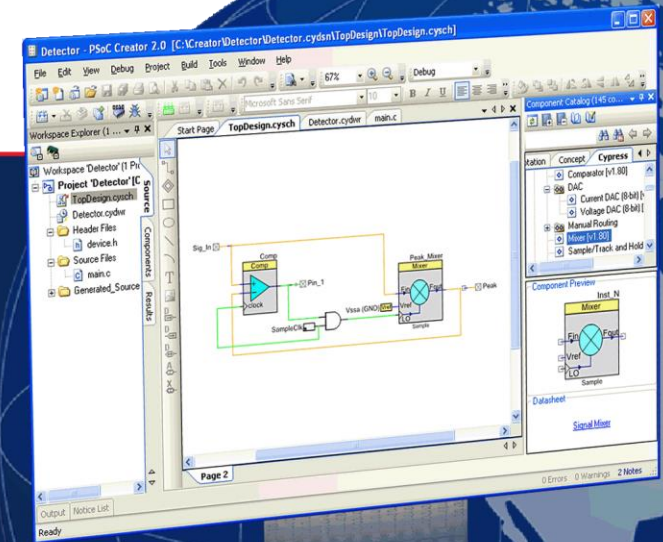 Detector - PSoC Creator 2.0 [C:\Creator\Detector\Detector.cydsn\TopDesign\TopDesign.cysch]
File Edit View Debug Project Build Tools Window Help
67% Debug
Microsoft Sans Serif 10 B I U
Workspace Explorer (1 ...
Workspace 'Detector' (1 Pr
Project 'Detector' [C
TopDesign.cysch
Detector.cydwr
Header Files
device.h
Source Files
main.c
Generated_Source
Source
Components
Results
Start Page TopDesign.cysch Detector.cydwr main.c
Sig_In
Comp
Comp
clock
Pin_1
SampleClk
Vssa (GND) Vref
Peak_Mixer
Mixer
Fin
Fout
Vref
LO
Sample
Peak
Page 2
Component Catalog (145 co...
tation Concept Cypress
Comparator [v1.80]
DAC
Current DAC (8-bit) [
Voltage DAC (8-bit) [
Manual Routing
Mixer [v1.80]
Sample/Track and Hold
Component Preview
Inst_N
Mixer
Fin
Fout
Vref
LO
Sample
Datasheet
Signal Mixer
Output Notice List
Ready
0 Errors 0 Warnings 2 Notes